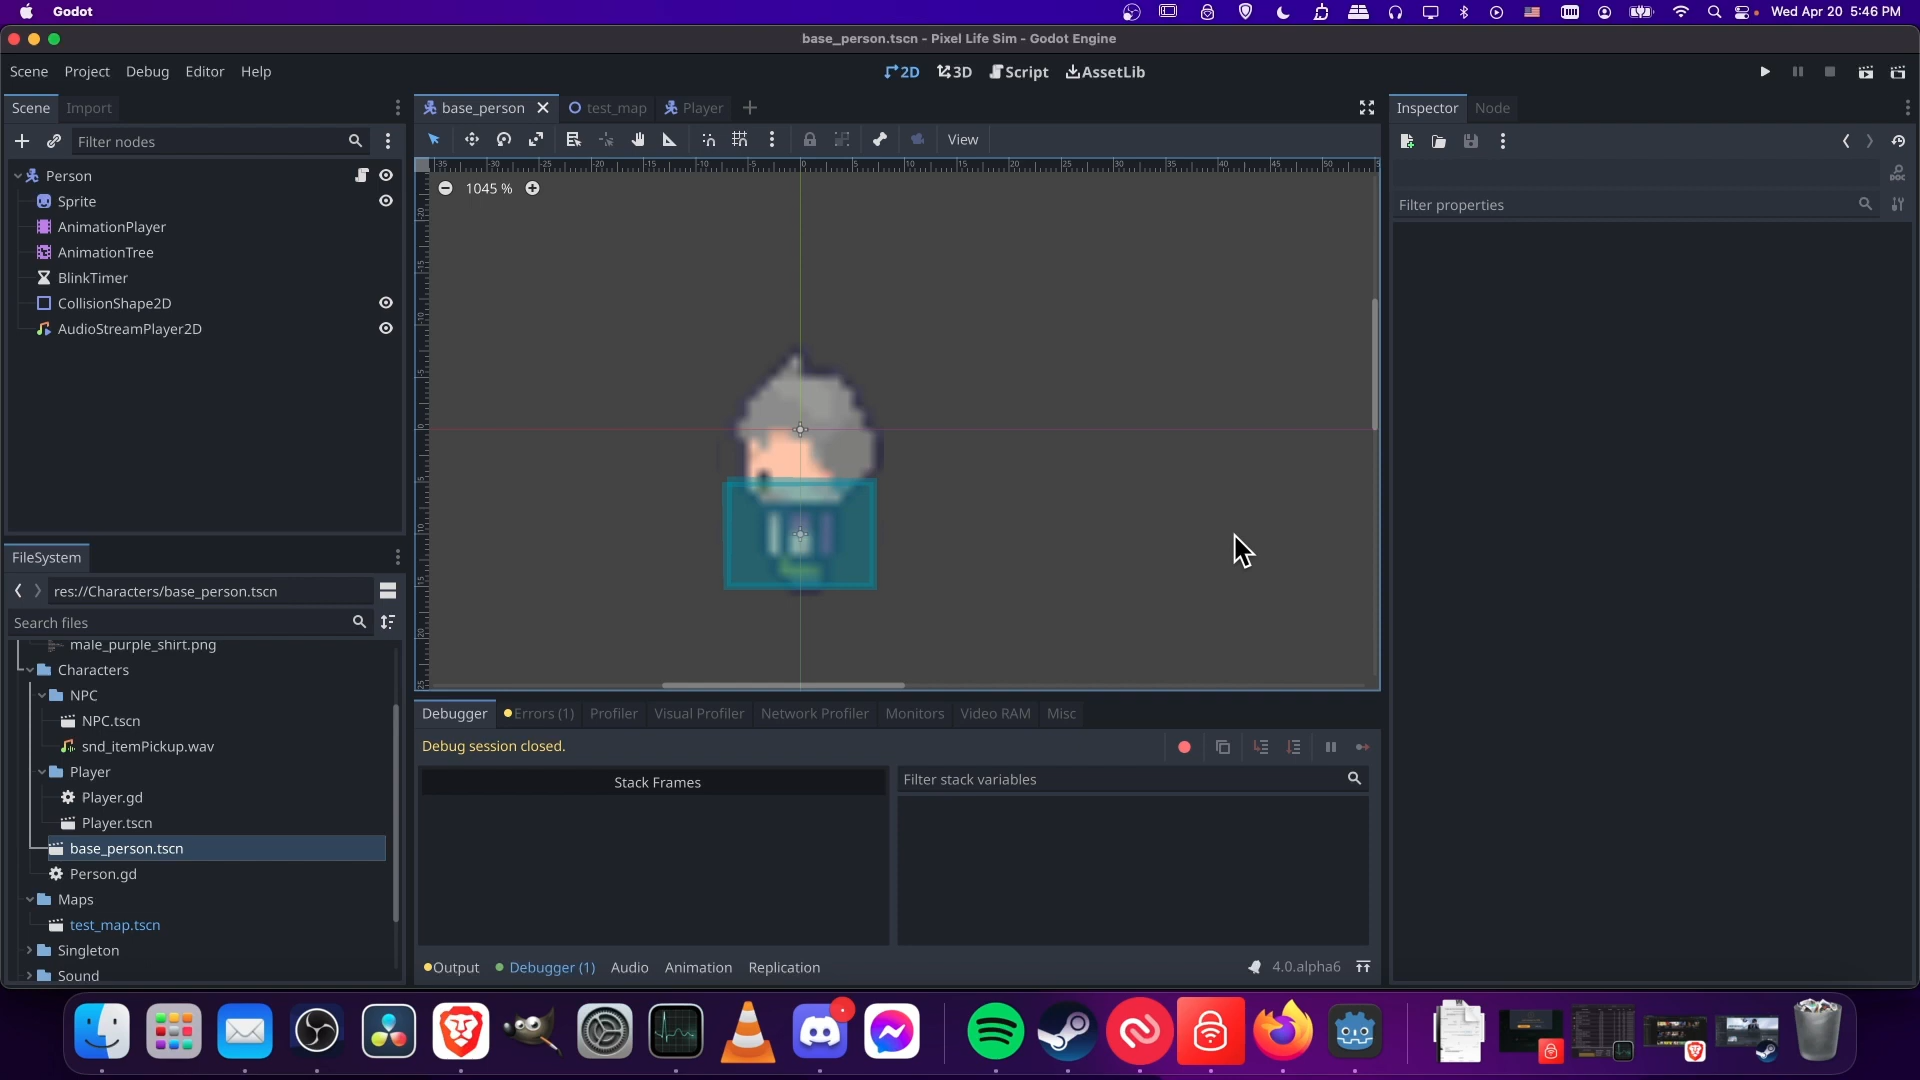 Godot
Wed Apr 20 5:46 PM
base_person.tscn - Pixel Life Sim - Godot Engine
Scene Project Debug Editor Help
2D 3D Script AssetLib
Scene Import
base_person test_map Player
Inspector Node
Filter nodes
View
Filter properties
1045 %
Person
Sprite
AnimationPlayer
AnimationTree
BlinkTimer
CollisionShape2D
AudioStreamPlayer2D
FileSystem
res://Characters/base_person.tscn
Search files
male_purple_shirt.png
Characters
NPC
NPC.tscn
snd_itemPickup.wav
Player
Player.gd
Player.tscn
base_person.tscn
Person.gd
Maps
test_map.tscn
Singleton
Sound
Debugger Errors (1) Profiler Visual Profiler Network Profiler Monitors Video RAM Misc
Debug session closed.
Stack Frames
Filter stack variables
Output Debugger (1) Audio Animation Replication
4.0.alpha6